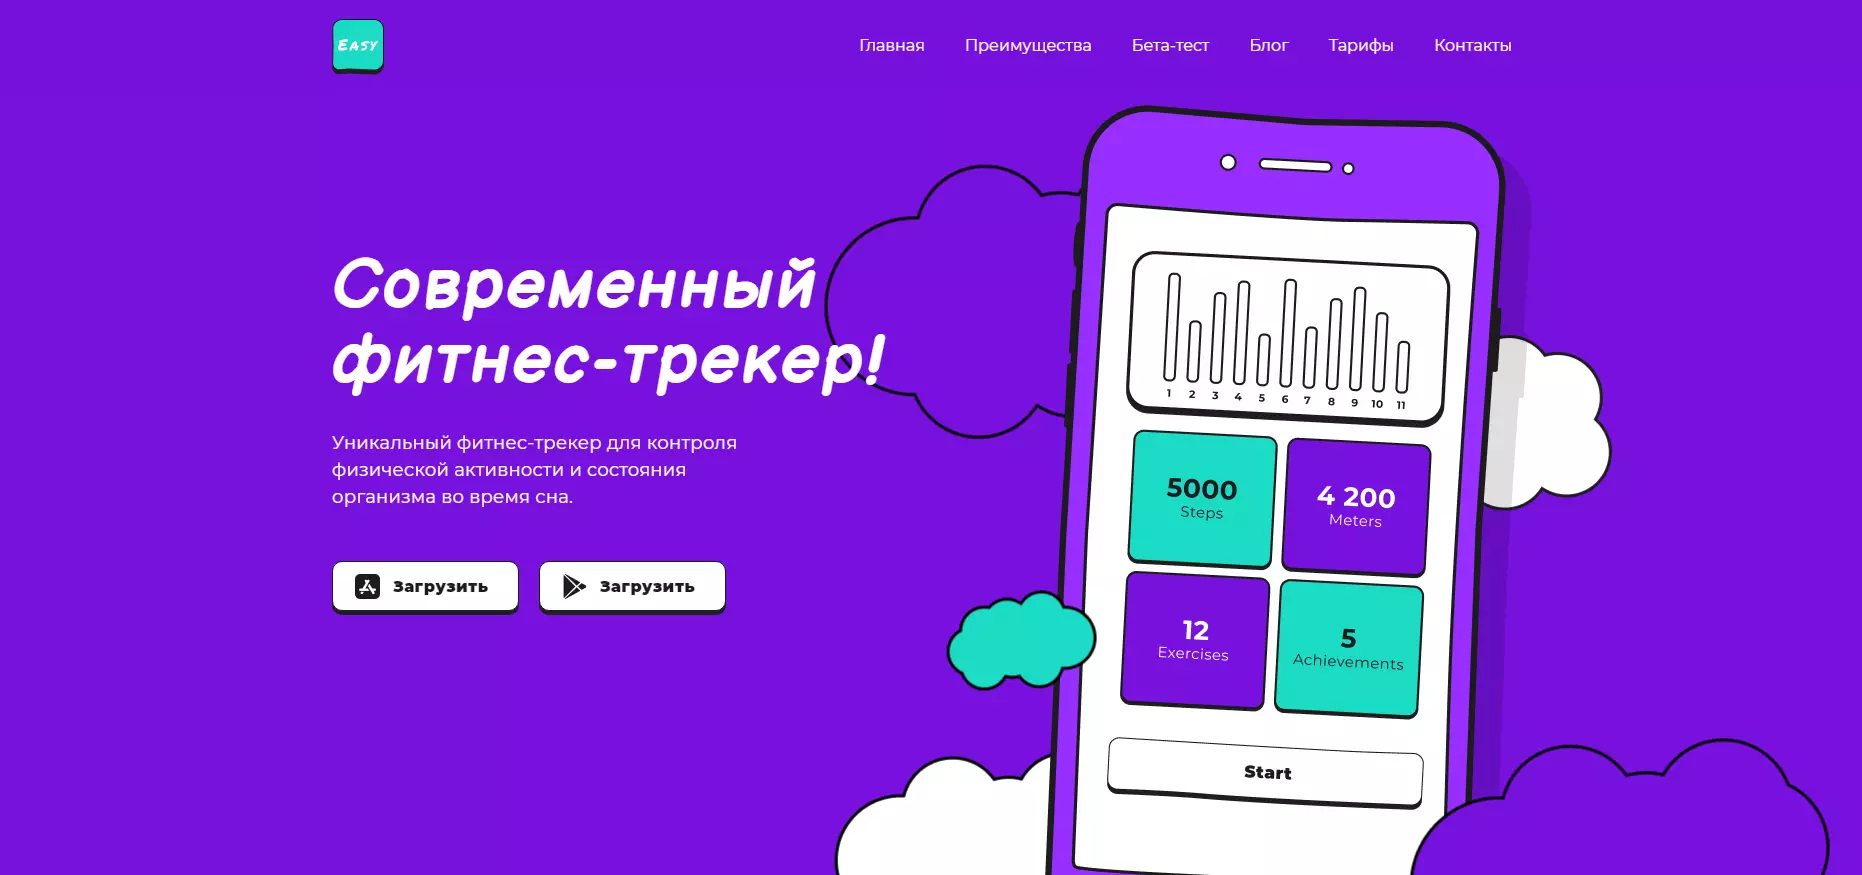 Easy
Главная Преимущества Бета-тест Блог Тарифы Контакты
Современный
фитнес-трекер!
Уникальный фитнес-трекер для контроля
физической активности и состояния
организма во время сна.
Загрузить Загрузить
1 2 3 4 5 6 7 8 9 10 11
5000
Steps
4 200
Meters
12
Exercises
5
Achievements
Start